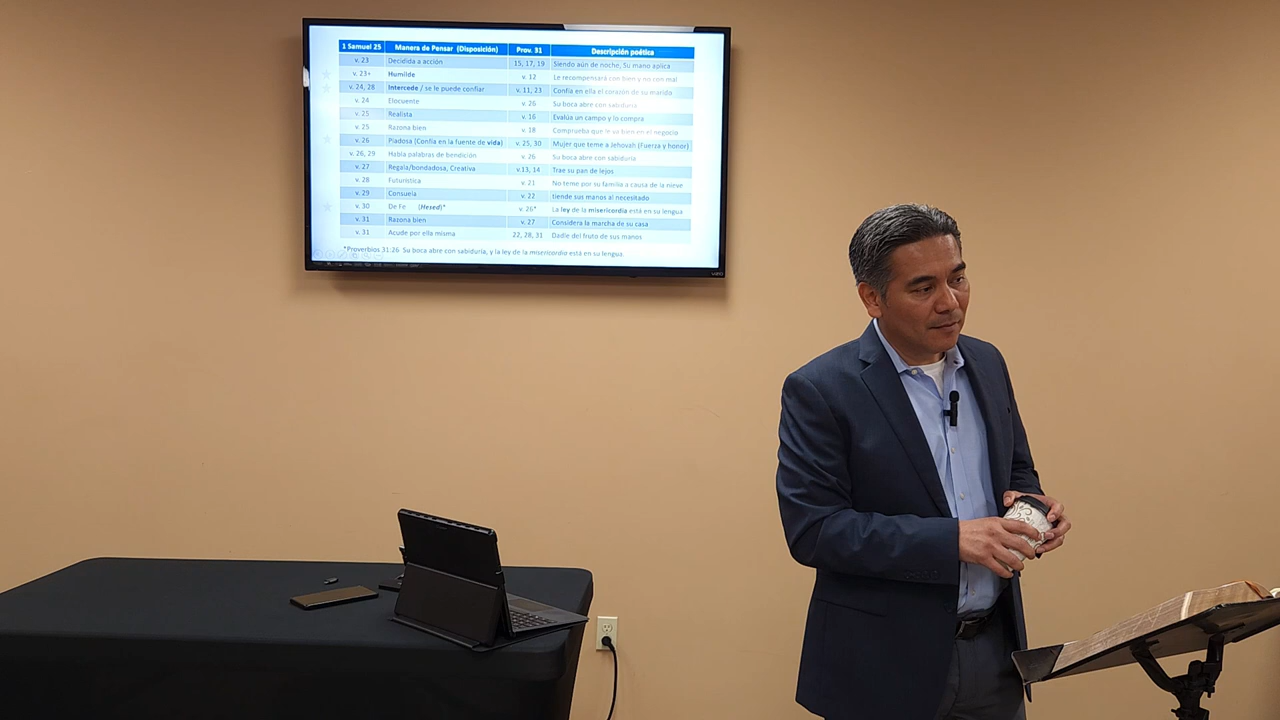 1 Samuel 25 Manera de Pensar (Disposición) Prov. 31 Descripción poética
v. 23 Decidida a acción 15, 17, 19 Siendo aún de noche, Su mano aplica
v. 23+ Humilde v. 12 Le recompensará con bien y no con mal
v. 24, 28 Intercede / se le puede confiar v. 11, 23 Confía en ella el corazón de su marido
v. 24 Elocuente v. 26 Su boca abre con sabiduría
v. 25 Realista v. 16 Evalúa un campo y lo compra
v. 25 Razona bien v. 18 Comprueba que le va bien en el negocio
v. 26 Piadosa (Confía en la fuente de vida) v. 25, 30 Mujer que teme a Jehovah (Fuerza y honor)
v. 26, 29 Habla palabras de bendición v. 26 Su boca abre con sabiduría
v. 27 Regala/bondadosa, Creativa v.13, 14 Trae su pan de lejos
v. 28 Futurística v. 21 No teme por su familia a causa de la nieve
v. 29 Consuela v. 22 tiende sus manos al necesitado
v. 30 De Fe (Hesed)* v. 26* La ley de la misericordia está en su lengua
v. 31 Razona bien v. 27 Considera la marcha de su casa
v. 31 Acude por ella misma 22, 28, 31 Dadle del fruto de sus manos
*Proverbios 31:26 Su boca abre con sabiduría, y la ley de la misericordia está en su lengua.
VIZIO